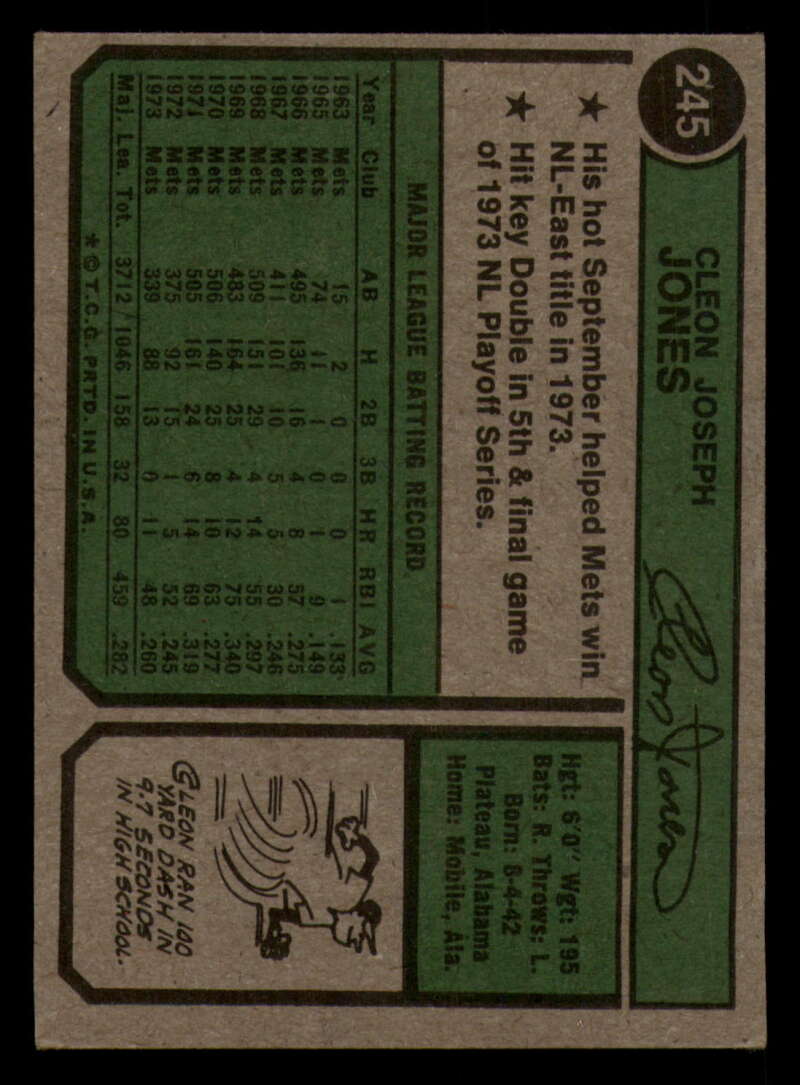 245
CLEON JOSEPH
JONES
Cleon Jones
★ His hot September helped Mets win
NL-East title in 1973.
★ Hit key Double in 5th & final game
of 1973 NL Playoff Series.
MAJOR LEAGUE BATTING RECORD
Year Club AB H 2B 3B HR RBI AVG
1963 Mets 15 2 0 0 0 1 .133
1965 Mets 74 11 1 0 1 9 .149
1966 Mets 495 136 16 4 8 57 .275
1967 Mets 411 101 10 5 5 30 .246
1968 Mets 509 151 29 4 14 55 .297
1969 Mets 483 164 25 4 12 75 .340
1970 Mets 506 140 25 8 10 63 .277
1971 Mets 505 161 24 6 14 69 .319
1972 Mets 375 92 15 1 5 52 .245
1973 Mets 339 88 13 0 11 48 .260
Maj. Lea. Tot. 3712 1046 158 32 80 459 .282
* © T.C.G. PRTD. IN U.S.A.
Hgt: 6'0" Wgt: 195
Bats: R. Throws: L.
Born: 8-4-42
Plateau, Alabama
Home: Mobile, Ala.
CLEON RAN 100
YARD DASH IN
9.7 SECONDS
IN HIGH SCHOOL.